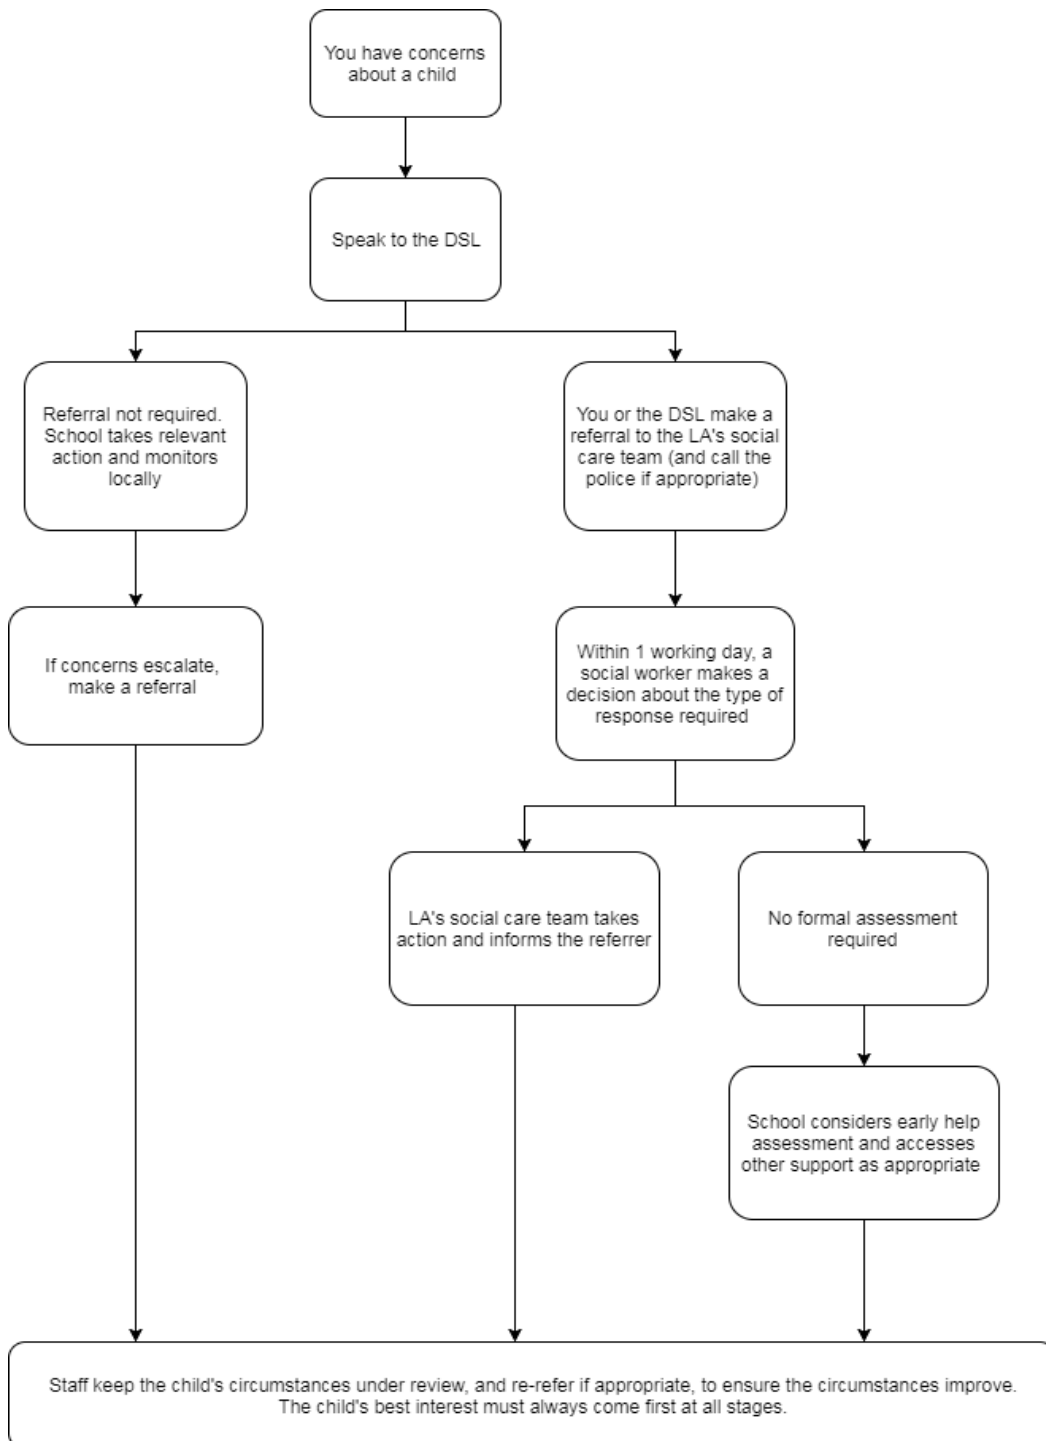 You have concerns
about a child
Speak to the DSL
Referral not required.
School takes relevant
action and monitors
locally
You or the DSL make a
referral to the LA's social
care team (and call the
police if appropriate)
If concerns escalate,
make a referral
Within 1 working day, a
social worker makes a
decision about the type of
response required
LA's social care team takes
action and informs the referrer
No formal assessment
required
School considers early help
assessment and accesses
other support as appropriate
Staff keep the child's circumstances under review, and re-refer if appropriate, to ensure the circumstances improve.
The child's best interest must always come first at all stages.